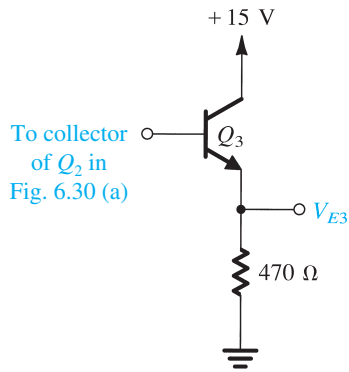 + 15 V
Q3
To collector
of Q2 in
Fig. 6.30 (a)
VE3
470 Ω